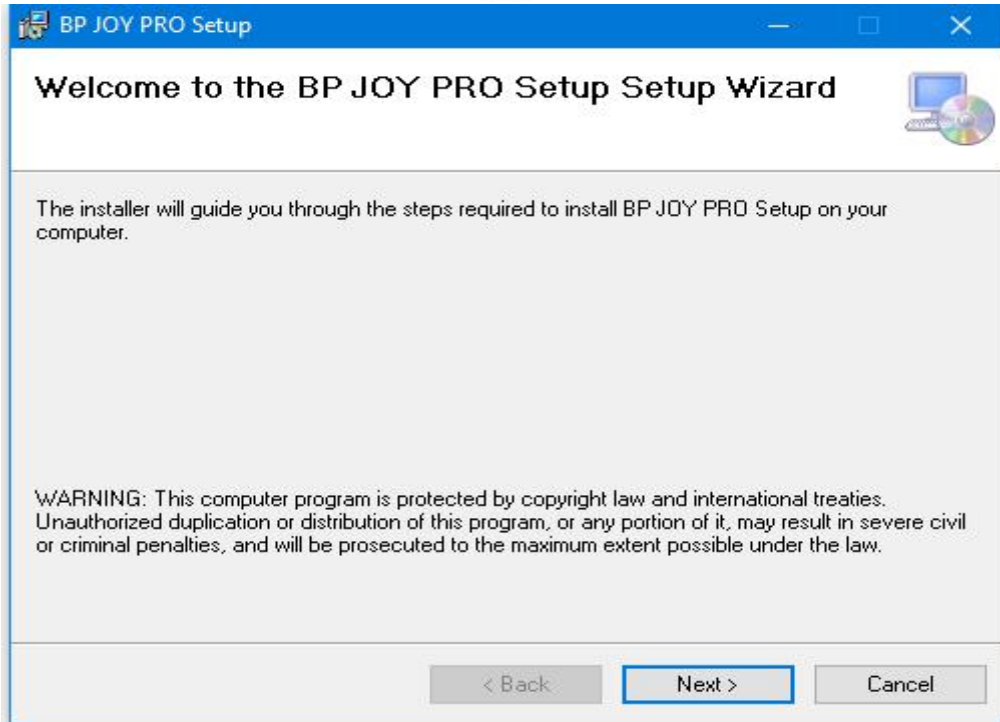 BP JOY PRO Setup
Welcome to the BP JOY PRO Setup Setup Wizard
The installer will guide you through the steps required to install BP JOY PRO Setup on your
computer.
WARNING: This computer program is protected by copyright law and international treaties.
Unauthorized duplication or distribution of this program, or any portion of it, may result in severe civil
or criminal penalties, and will be prosecuted to the maximum extent possible under the law.
< Back Next > Cancel